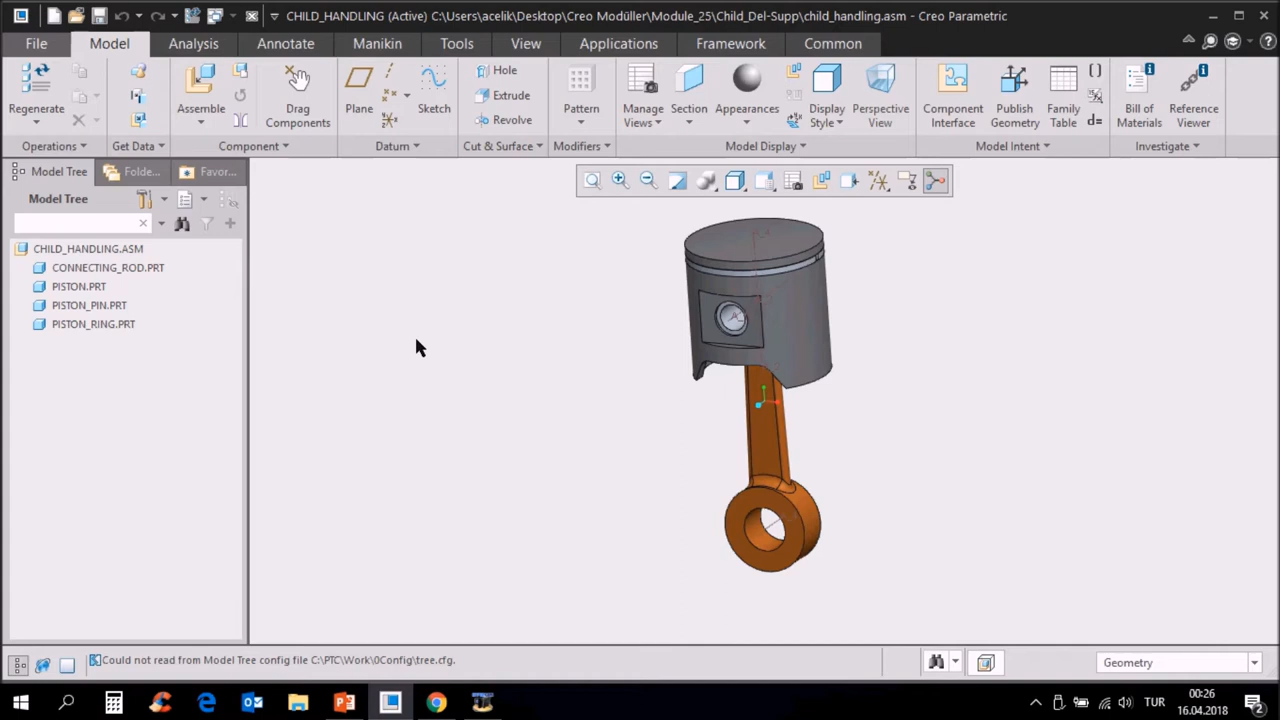 CHILD_HANDLING (Active) C:\Users\acelik\Desktop\Creo Modüller\Module_25\Child_Del-Supp\child_handling.asm - Creo Parametric
File Model Analysis Annotate Manikin Tools View Applications Framework Common
Regenerate
Assemble
Drag Components
Plane
Sketch
Hole
Extrude
Revolve
Pattern
Manage Views
Section
Appearances
Display Style
Perspective View
Component Interface
Publish Geometry
Family Table
d=
Bill of Materials
Reference Viewer
Operations Get Data Component Datum Cut & Surface Modifiers Model Display Model Intent Investigate
Model Tree Folde... Favor...
Model Tree
CHILD_HANDLING.ASM
CONNECTING_ROD.PRT
PISTON.PRT
PISTON_PIN.PRT
PISTON_RING.PRT
Could not read from Model Tree config file C:\PTC\Work\0Config\tree.cfg.
Geometry
TUR
00:26
16.04.2018
2